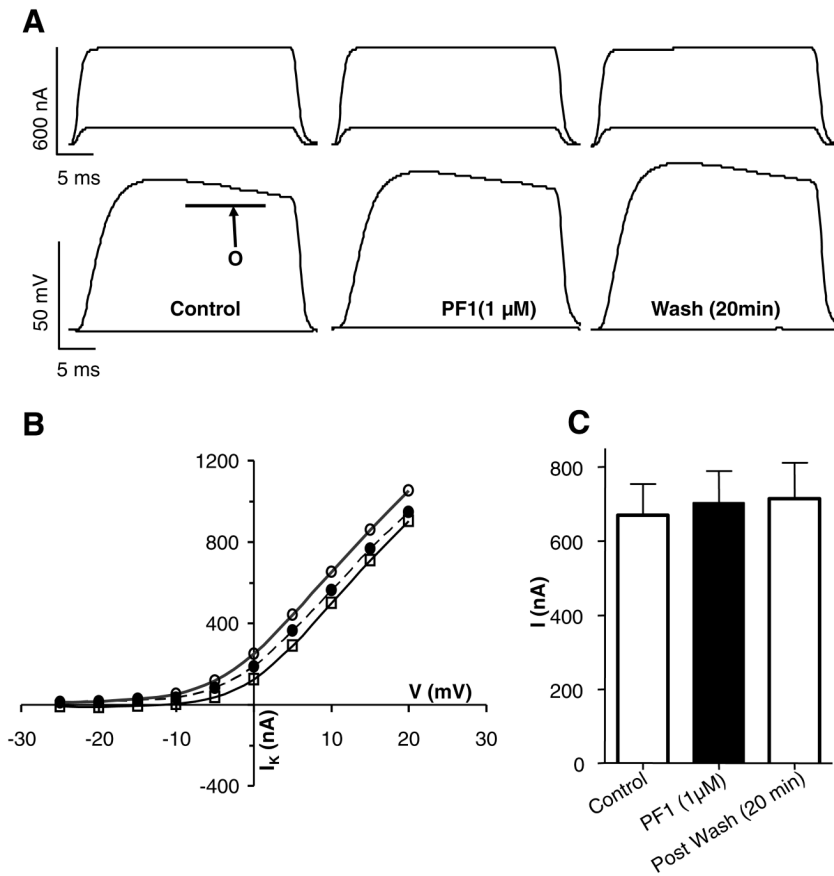 A
600 nA
5 ms
50 mV
5 ms
O
Control
PF1(1 µM)
Wash (20min)
B
1200
800
400
-400
-30
-20
-10
0
10
20
30
V (mV)
I_K (nA)
C
I (nA)
800
600
400
200
0
Control
PF1 (1µM)
Post Wash (20 min)